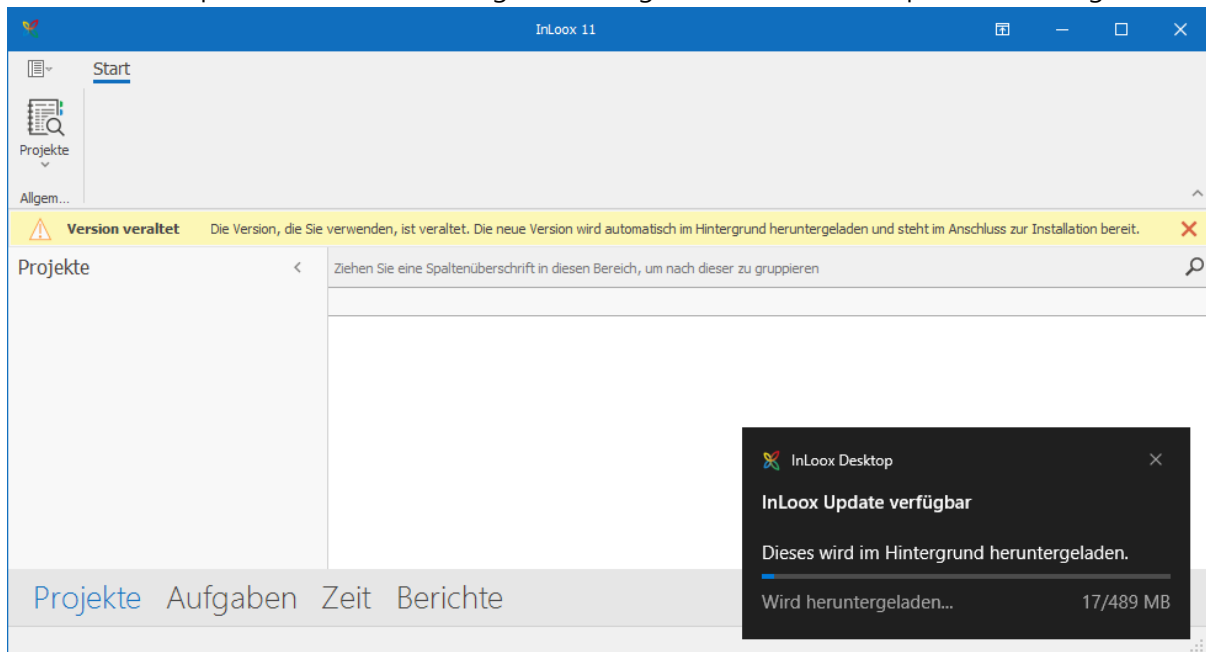 InLoox 11
Start
Projekte
Allgem...
Version veraltet Die Version, die Sie verwenden, ist veraltet. Die neue Version wird automatisch im Hintergrund heruntergeladen und steht im Anschluss zur Installation bereit.
Projekte
Ziehen Sie eine Spaltenüberschrift in diesen Bereich, um nach dieser zu gruppieren
InLoox Desktop
InLoox Update verfügbar
Dieses wird im Hintergrund heruntergeladen.
Wird heruntergeladen... 17/489 MB
Projekte Aufgaben Zeit Berichte